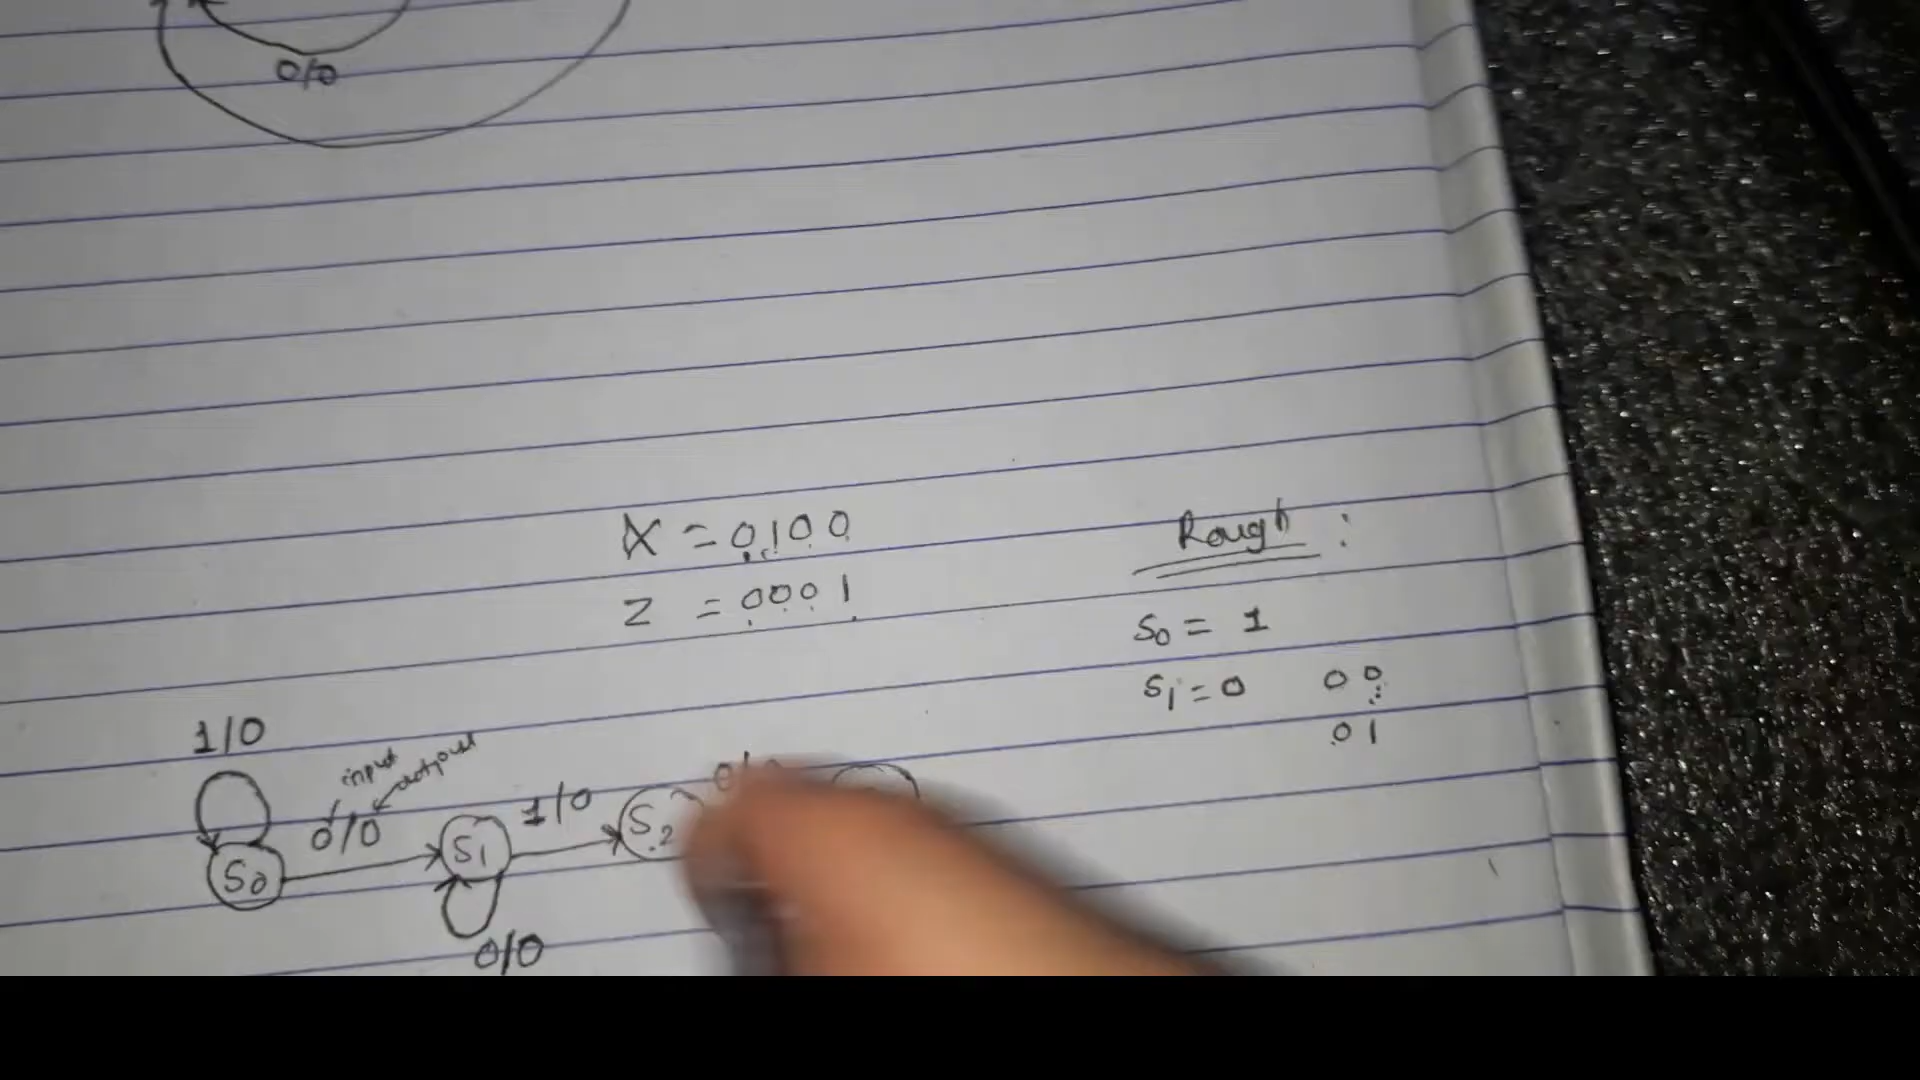 0/0
X = 0100
Z = 0001
Rough :
S0 = 1
S1 = 0 00
01
1/0
input
output
0/0
1/0
S0
S1
S2
0/0